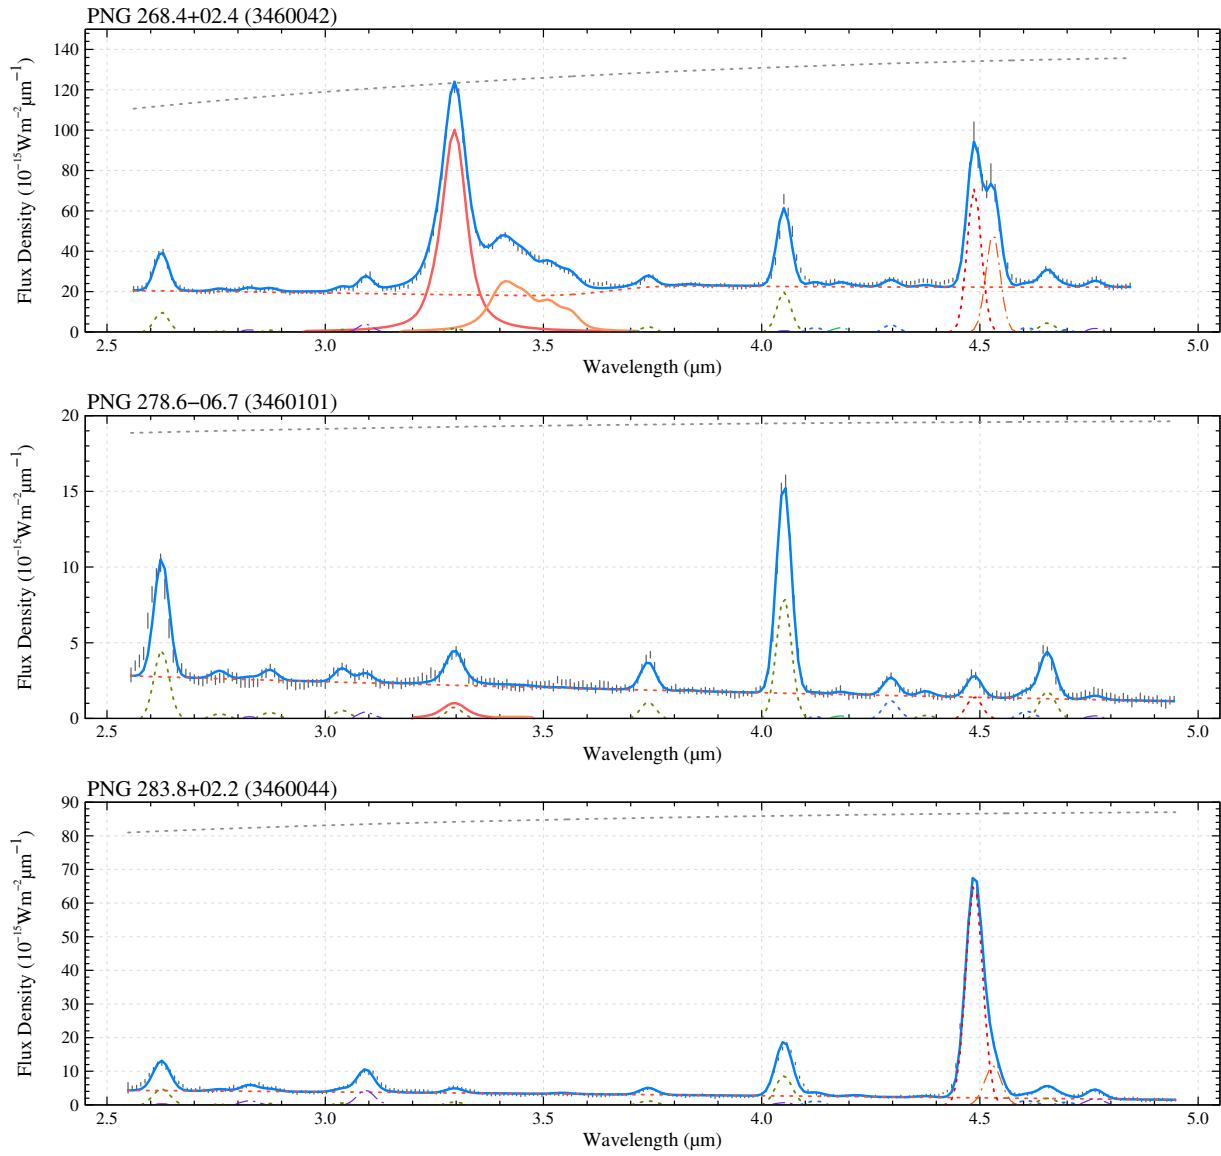 PNG 268.4+02.4 (3460042)
140
120
100
80
60
40
20
0
Flux Density (10⁻¹⁵Wm⁻²μm⁻¹)
2.5 3.0 3.5 4.0 4.5 5.0
Wavelength (μm)
PNG 278.6−06.7 (3460101)
20
15
10
5
0
Flux Density (10⁻¹⁵Wm⁻²μm⁻¹)
2.5 3.0 3.5 4.0 4.5 5.0
Wavelength (μm)
PNG 283.8+02.2 (3460044)
90
80
70
60
50
40
30
20
10
0
Flux Density (10⁻¹⁵Wm⁻²μm⁻¹)
2.5 3.0 3.5 4.0 4.5 5.0
Wavelength (μm)